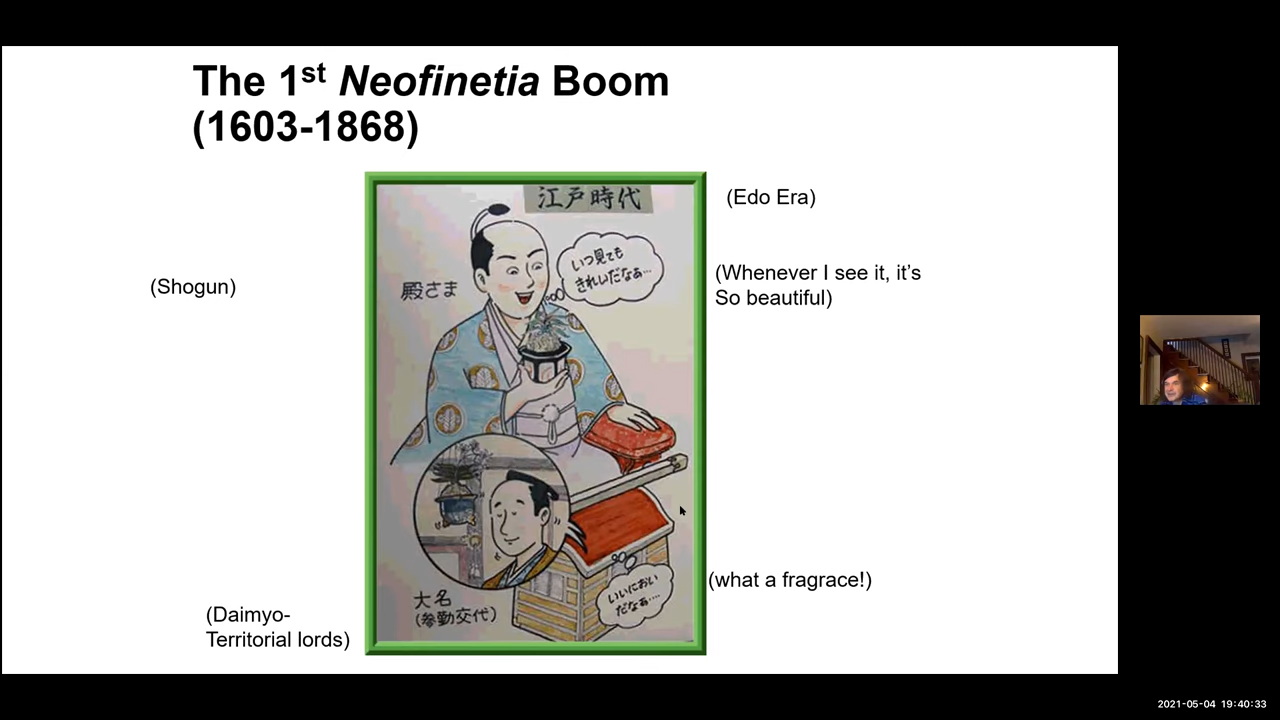 The 1st Neofinetia Boom
(1603-1868)
江戸時代
(Edo Era)
いつ見ても
きれいだなぁ…
(Whenever I see it, it's
So beautiful)
殿さま
(Shogun)
いいにおい
だなぁ….
(what a fragrace!)
大名
(参勤交代)
(Daimyo-
Territorial lords)
2021-05-04 19:40:33